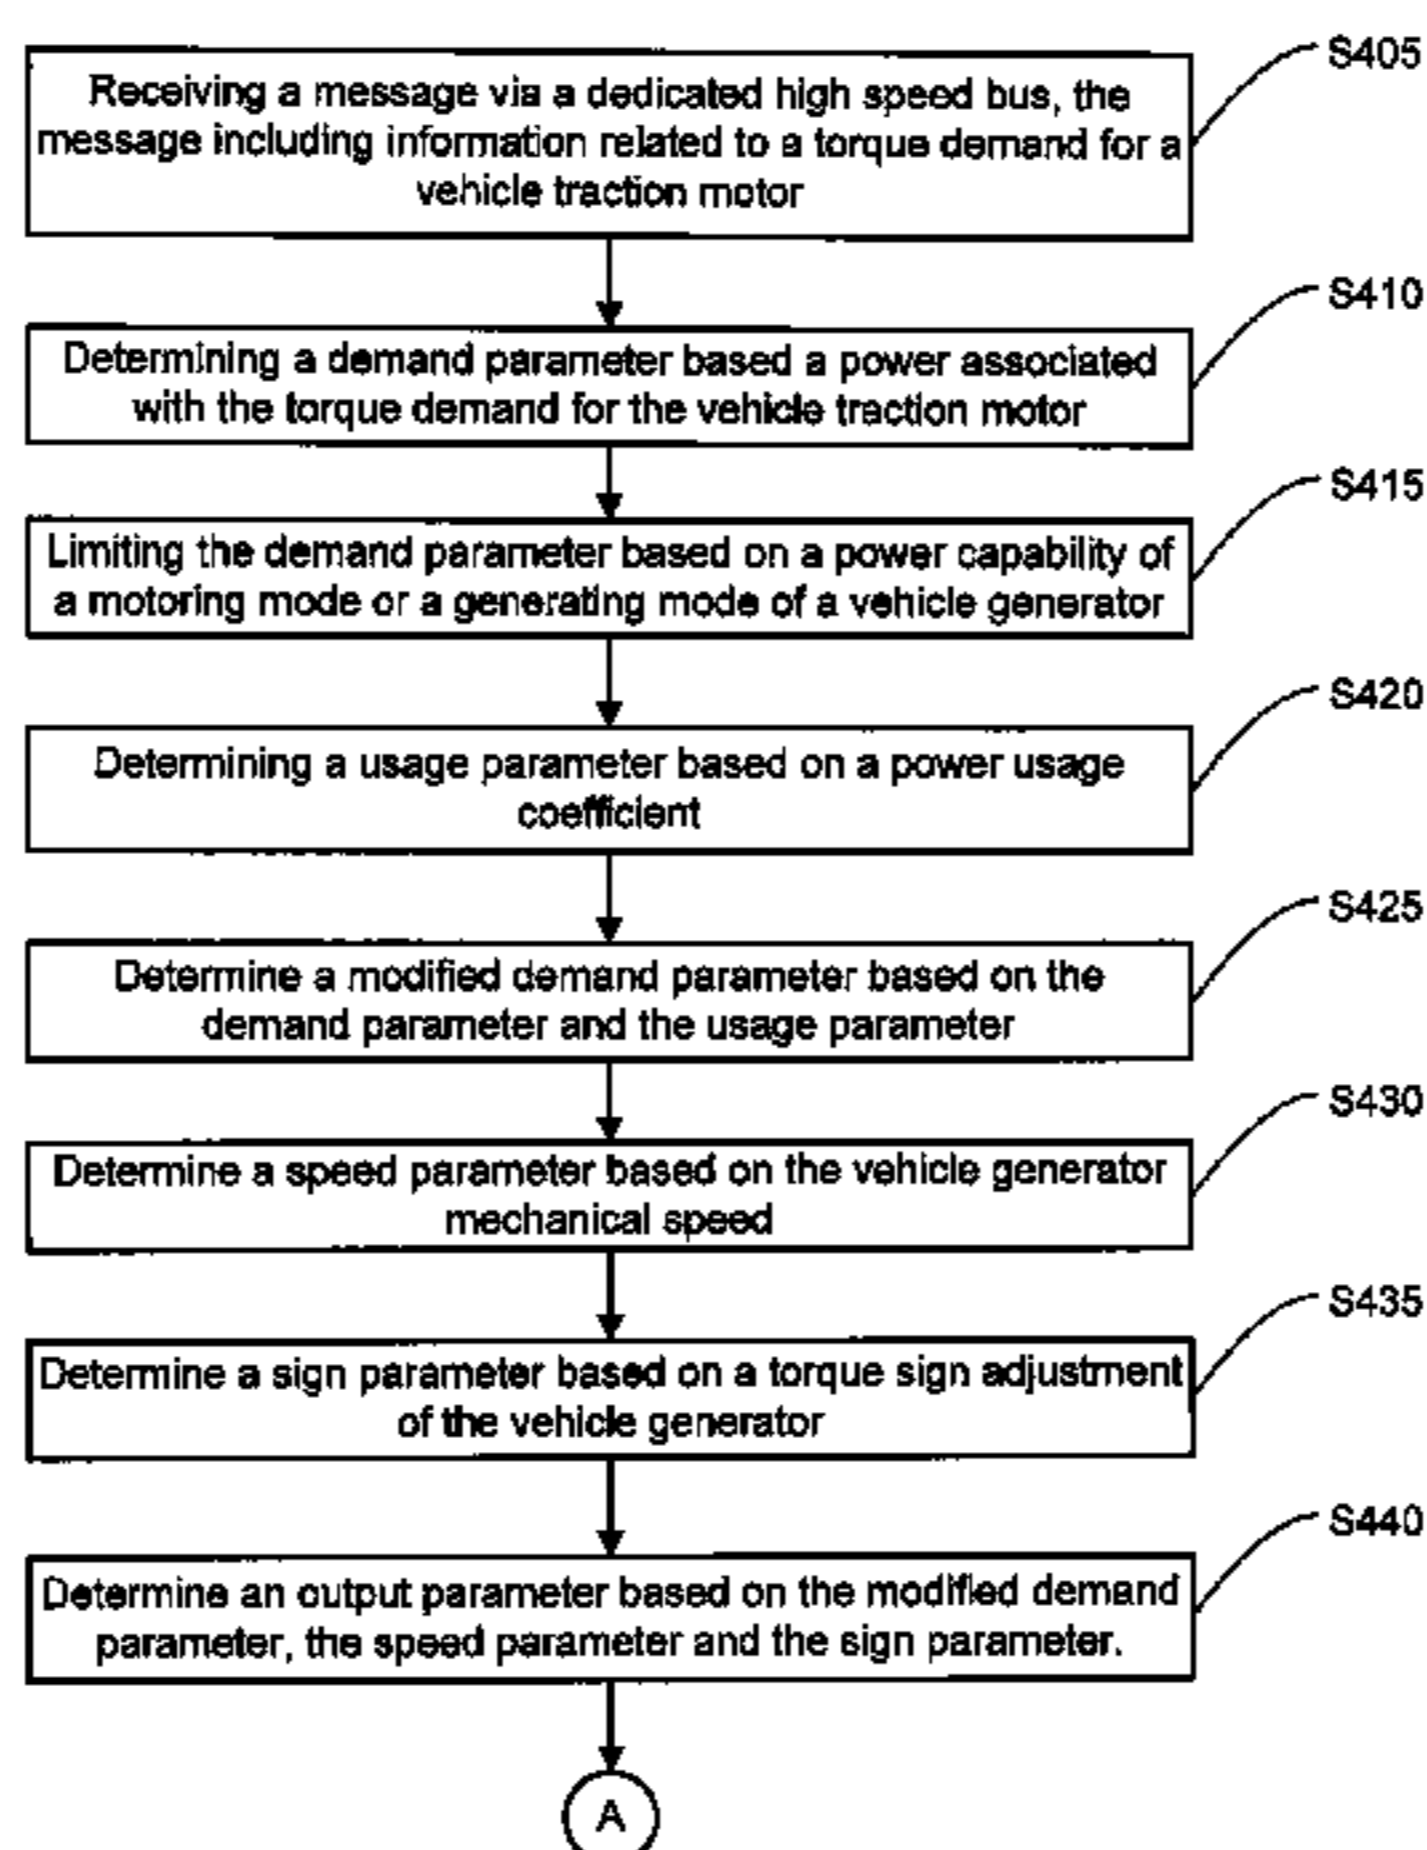 S405
Receiving a message via a dedicated high speed bus, the
message including information related to a torque demand for a
vehicle traction motor
S410
Determining a demand parameter based a power associated
with the torque demand for the vehicle traction motor
S415
Limiting the demand parameter based on a power capability of
a motoring mode or a generating mode of a vehicle generator
S420
Determining a usage parameter based on a power usage
coefficient
S425
Determine a modified demand parameter based on the
demand parameter and the usage parameter
S430
Determine a speed parameter based on the vehicle generator
mechanical speed
S435
Determine a sign parameter based on a torque sign adjustment
of the vehicle generator
S440
Determine an output parameter based on the modified demand
parameter, the speed parameter and the sign parameter.
A